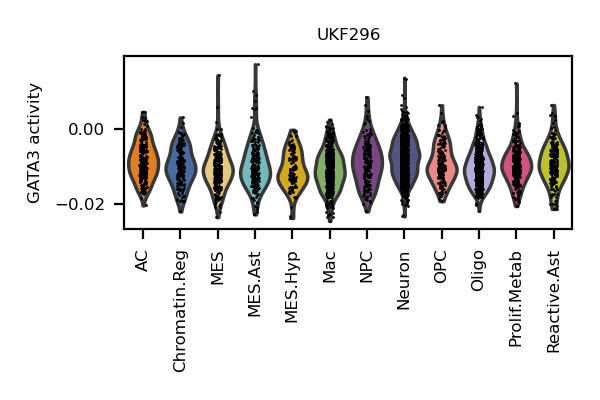 UKF296
GATA3 activity
0.00
−0.02
AC
Chromatin.Reg
MES
MES.Ast
MES.Hyp
Mac
NPC
Neuron
OPC
Oligo
Prolif.Metab
Reactive.Ast